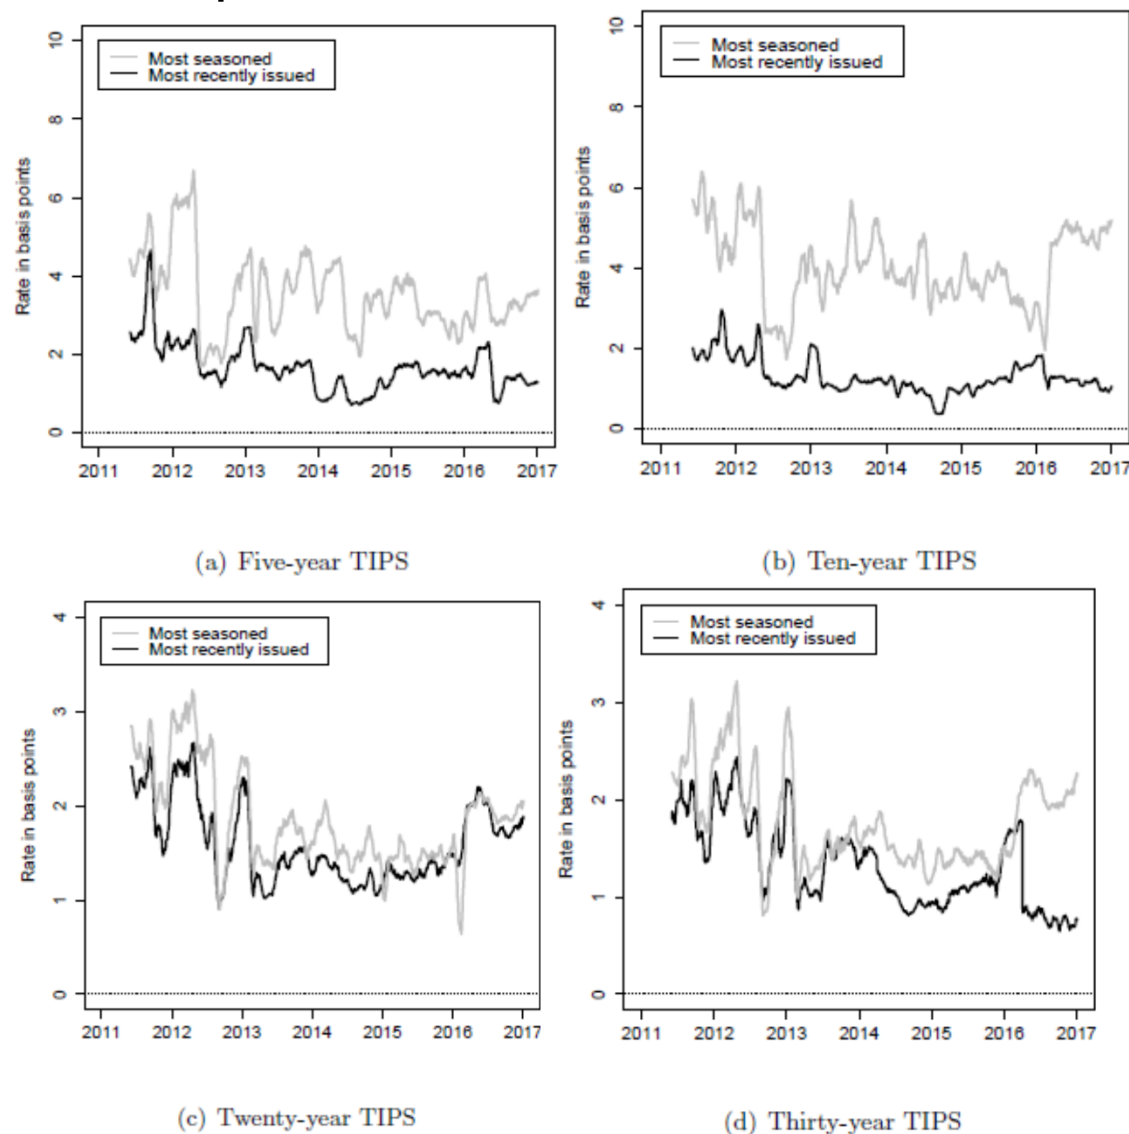 Most seasoned
Most recently issued
Rate in basis points
10
8
6
4
2
0
2011 2012 2013 2014 2015 2016 2017
(a) Five-year TIPS
Most seasoned
Most recently issued
Rate in basis points
10
8
6
4
2
0
2011 2012 2013 2014 2015 2016 2017
(b) Ten-year TIPS
Most seasoned
Most recently issued
Rate in basis points
4
3
2
1
0
2011 2012 2013 2014 2015 2016 2017
(c) Twenty-year TIPS
Most seasoned
Most recently issued
Rate in basis points
4
3
2
1
0
2011 2012 2013 2014 2015 2016 2017
(d) Thirty-year TIPS